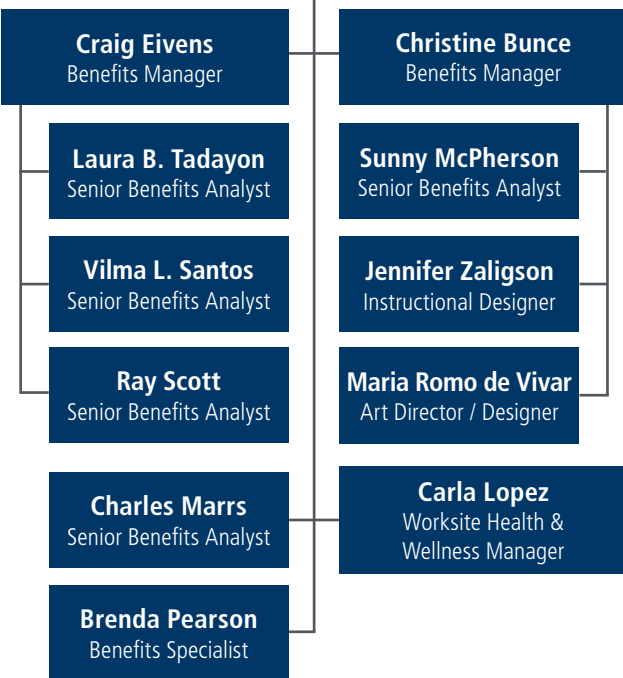 Craig Eivens
Benefits Manager
Christine Bunce
Benefits Manager
Laura B. Tadayon
Senior Benefits Analyst
Sunny McPherson
Senior Benefits Analyst
Vilma L. Santos
Senior Benefits Analyst
Jennifer Zaligson
Instructional Designer
Ray Scott
Senior Benefits Analyst
Maria Romo de Vivar
Art Director / Designer
Charles Marrs
Senior Benefits Analyst
Carla Lopez
Worksite Health &
Wellness Manager
Brenda Pearson
Benefits Specialist